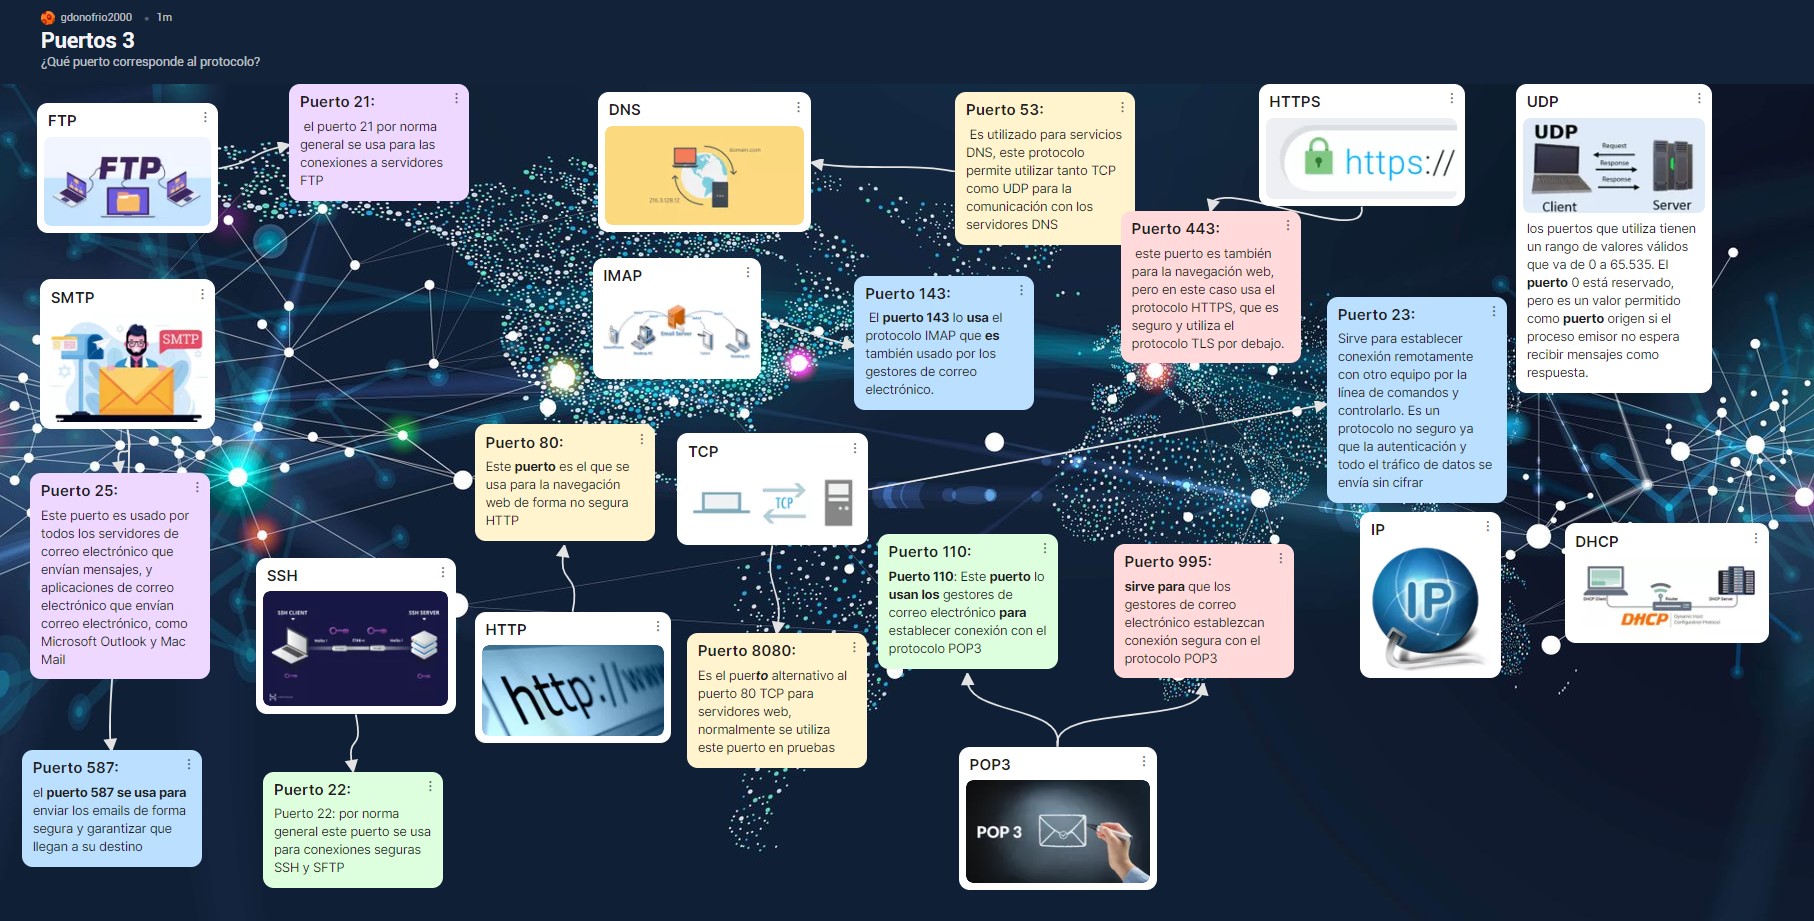 gdonofrio2000 • 1m
Puertos 3
¿Qué puerto corresponde al protocolo?
FTP
FTP
Puerto 21:
el puerto 21 por norma
general se usa para las
conexiones a servidores
FTP
DNS
domain.com
216.3.128.12
Puerto 53:
Es utilizado para servicios
DNS, este protocolo
permite utilizar tanto TCP
como UDP para la
comunicación con los
servidores DNS
HTTPS
https://
UDP
UDP
Request
Response
Response
Client
Server
los puertos que utiliza tienen
un rango de valores válidos
que va de 0 a 65.535. El
puerto 0 está reservado,
pero es un valor permitido
como puerto origen si el
proceso emisor no espera
recibir mensajes como
respuesta.
SMTP
SMTP
IMAP
Email Server
Puerto 143:
El puerto 143 lo usa el
protocolo IMAP que es
también usado por los
gestores de correo
electrónico.
Puerto 443:
este puerto es también
para la navegación web,
pero en este caso usa el
protocolo HTTPS, que es
seguro y utiliza el
protocolo TLS por debajo.
Puerto 23:
Sirve para establecer
conexión remotamente
con otro equipo por la
línea de comandos y
controlarlo. Es un
protocolo no seguro ya
que la autenticación y
todo el tráfico de datos se
envía sin cifrar
Puerto 25:
Este puerto es usado por
todos los servidores de
correo electrónico que
envían mensajes, y
aplicaciones de correo
electrónico que envían
correo electrónico, como
Microsoft Outlook y Mac
Mail
Puerto 80:
Este puerto es el que se
usa para la navegación
web de forma no segura
HTTP
TCP
TCP
SSH
SSH CLIENT
SSH SERVER
HTTP
http://www
Puerto 8080:
Es el puerto alternativo al
puerto 80 TCP para
servidores web,
normalmente se utiliza
este puerto en pruebas
Puerto 110:
Puerto 110: Este puerto lo
usan los gestores de
correo electrónico para
establecer conexión con el
protocolo POP3
Puerto 995:
sirve para que los
gestores de correo
electrónico establezcan
conexión segura con el
protocolo POP3
IP
IP
DHCP
DHCP Client
Router
DHCP Server
DHCP
Dynamic Host
Configuration Protocol
Puerto 587:
el puerto 587 se usa para
enviar los emails de forma
segura y garantizar que
llegan a su destino
Puerto 22:
Puerto 22: por norma
general este puerto se usa
para conexiones seguras
SSH y SFTP
POP3
POP 3